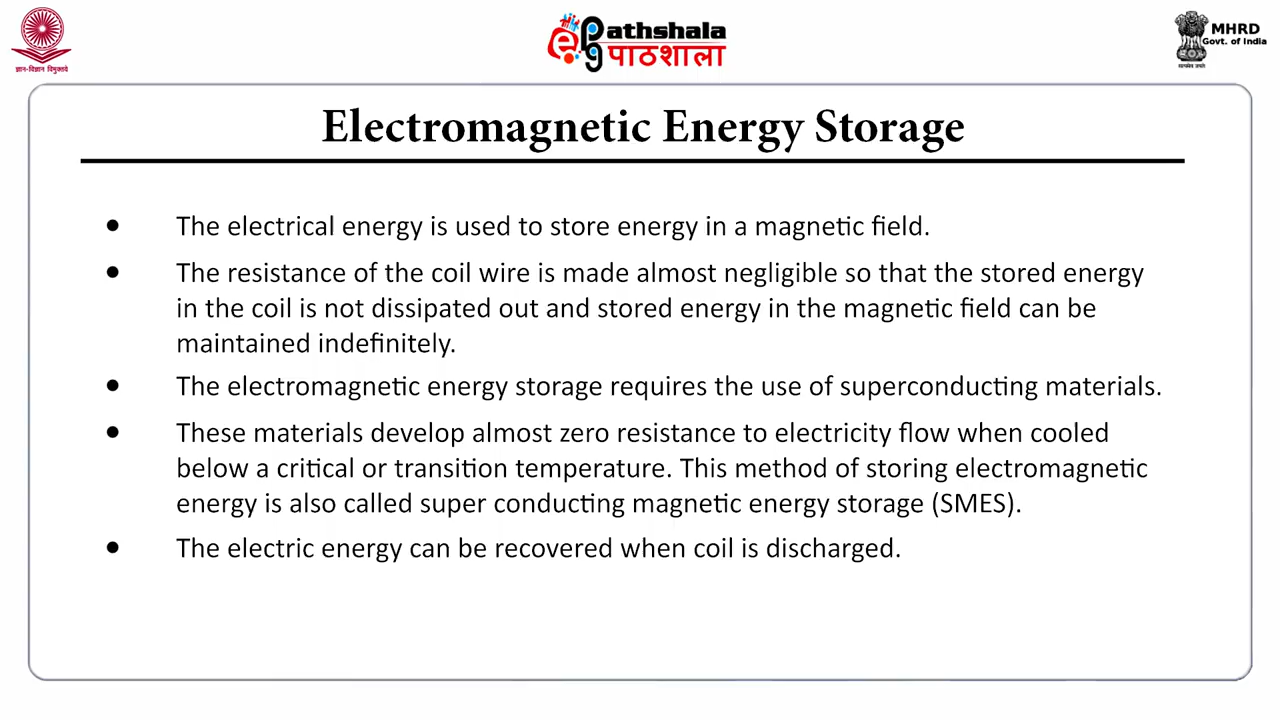 ज्ञान-विज्ञान विमुक्तये
epg athshala
पाठशाला
MHRD
Govt. of India
सत्यमेव जयते
Electromagnetic Energy Storage
• The electrical energy is used to store energy in a magnetic field.
• The resistance of the coil wire is made almost negligible so that the stored energy
in the coil is not dissipated out and stored energy in the magnetic field can be
maintained indefinitely.
• The electromagnetic energy storage requires the use of superconducting materials.
• These materials develop almost zero resistance to electricity flow when cooled
below a critical or transition temperature. This method of storing electromagnetic
energy is also called super conducting magnetic energy storage (SMES).
• The electric energy can be recovered when coil is discharged.